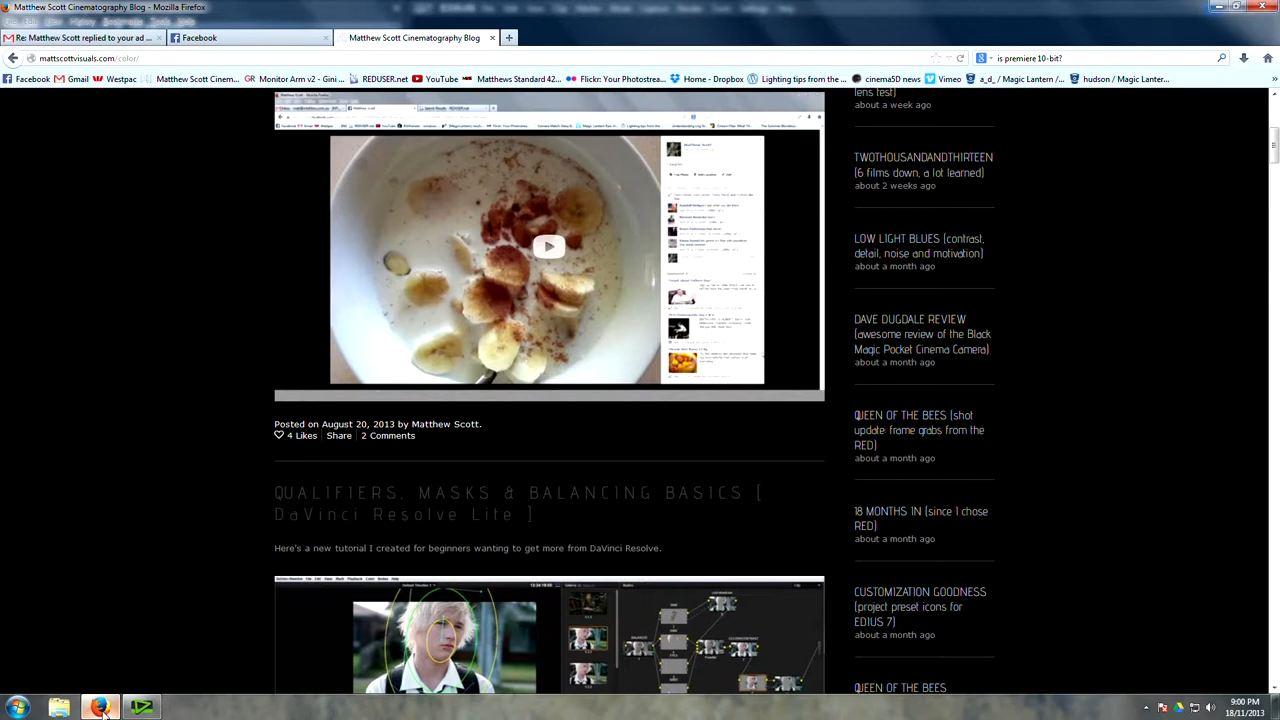 Matthew Scott Cinematography Blog - Mozilla Firefox
File Edit View History Bookmarks Tools Help
Re: Matthew Scott replied to your ad ...
Facebook
Matthew Scott Cinematography Blog
mattscottvisuals.com/color/
is premiere 10-bit?
Facebook
Gmail
Westpac
Matthew Scott Cinem...
Monitor Arm v2 - Gini ...
REDUSER.net
YouTube
Matthews Standard 42...
Flickr: Your Photostrea...
Home - Dropbox
Lighting tips from the ...
cinema5D news
Vimeo
a_d_ / Magic Lantern / ...
hudson / Magic Lanter...
Posted on August 20, 2013 by Matthew Scott.
4 Likes Share 2 Comments
QUALIFIERS, MASKS & BALANCING BASICS [
DaVinci Resolve Lite ]
Here's a new tutorial I created for beginners wanting to get more from DaVinci Resolve.
lens test)
about a week ago
TWOTHOUSANDANDTHIRTEEN
(6 films down, a lot learned)
about 2 weeks ago
LOW LIGHT BLUES (contrast,
detail, noise and motivation)
about a month ago
DAVE DUGDALE REVIEW
(awesome review of the Black
Magic Pocket Cinema Camera)
about a month ago
QUEEN OF THE BEES (shot
update: frame grabs from the
RED)
about a month ago
18 MONTHS IN (since I chose
RED)
about a month ago
CUSTOMIZATION GOODNESS
(project preset icons for
EDIUS 7)
about a month ago
QUEEN OF THE BEES
9:00 PM
18/11/2013